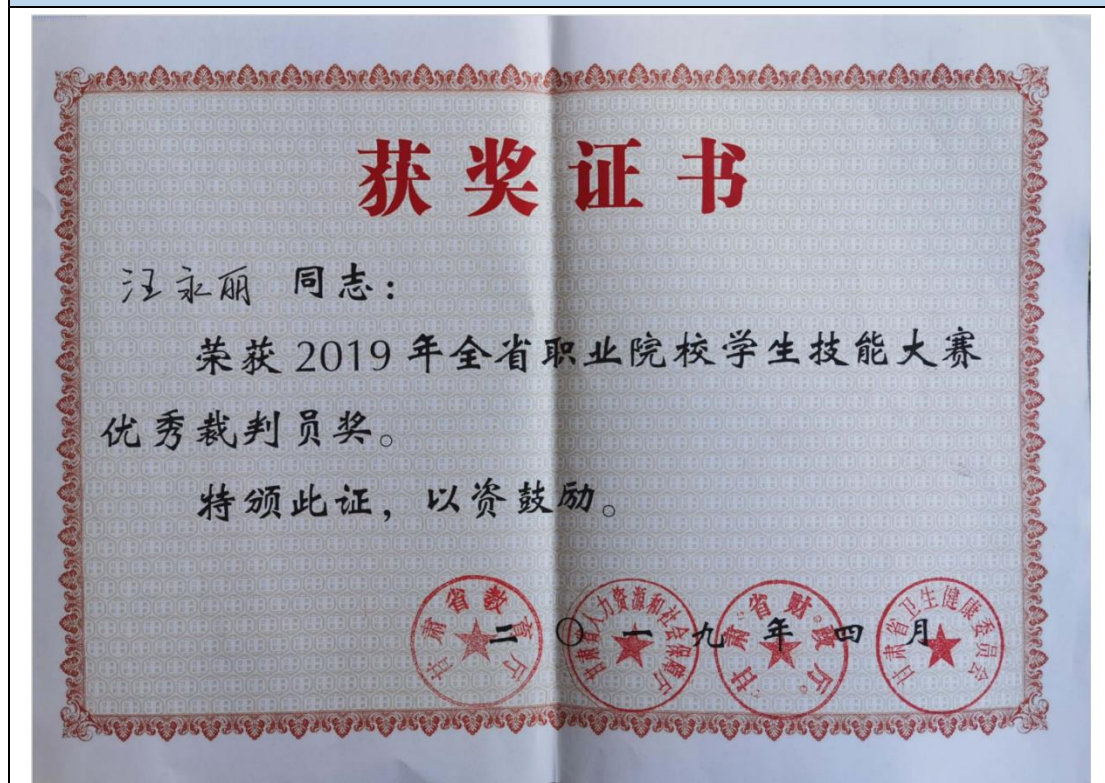 获奖证书
汪永丽 同志：
荣获 2019 年全省职业院校学生技能大赛
优秀裁判员奖。
特颁此证，以资鼓励。
二〇一九年四月
甘肃省教育厅
甘肃省人力资源和社会保障厅
甘肃省财政厅
甘肃省卫生健康委员会